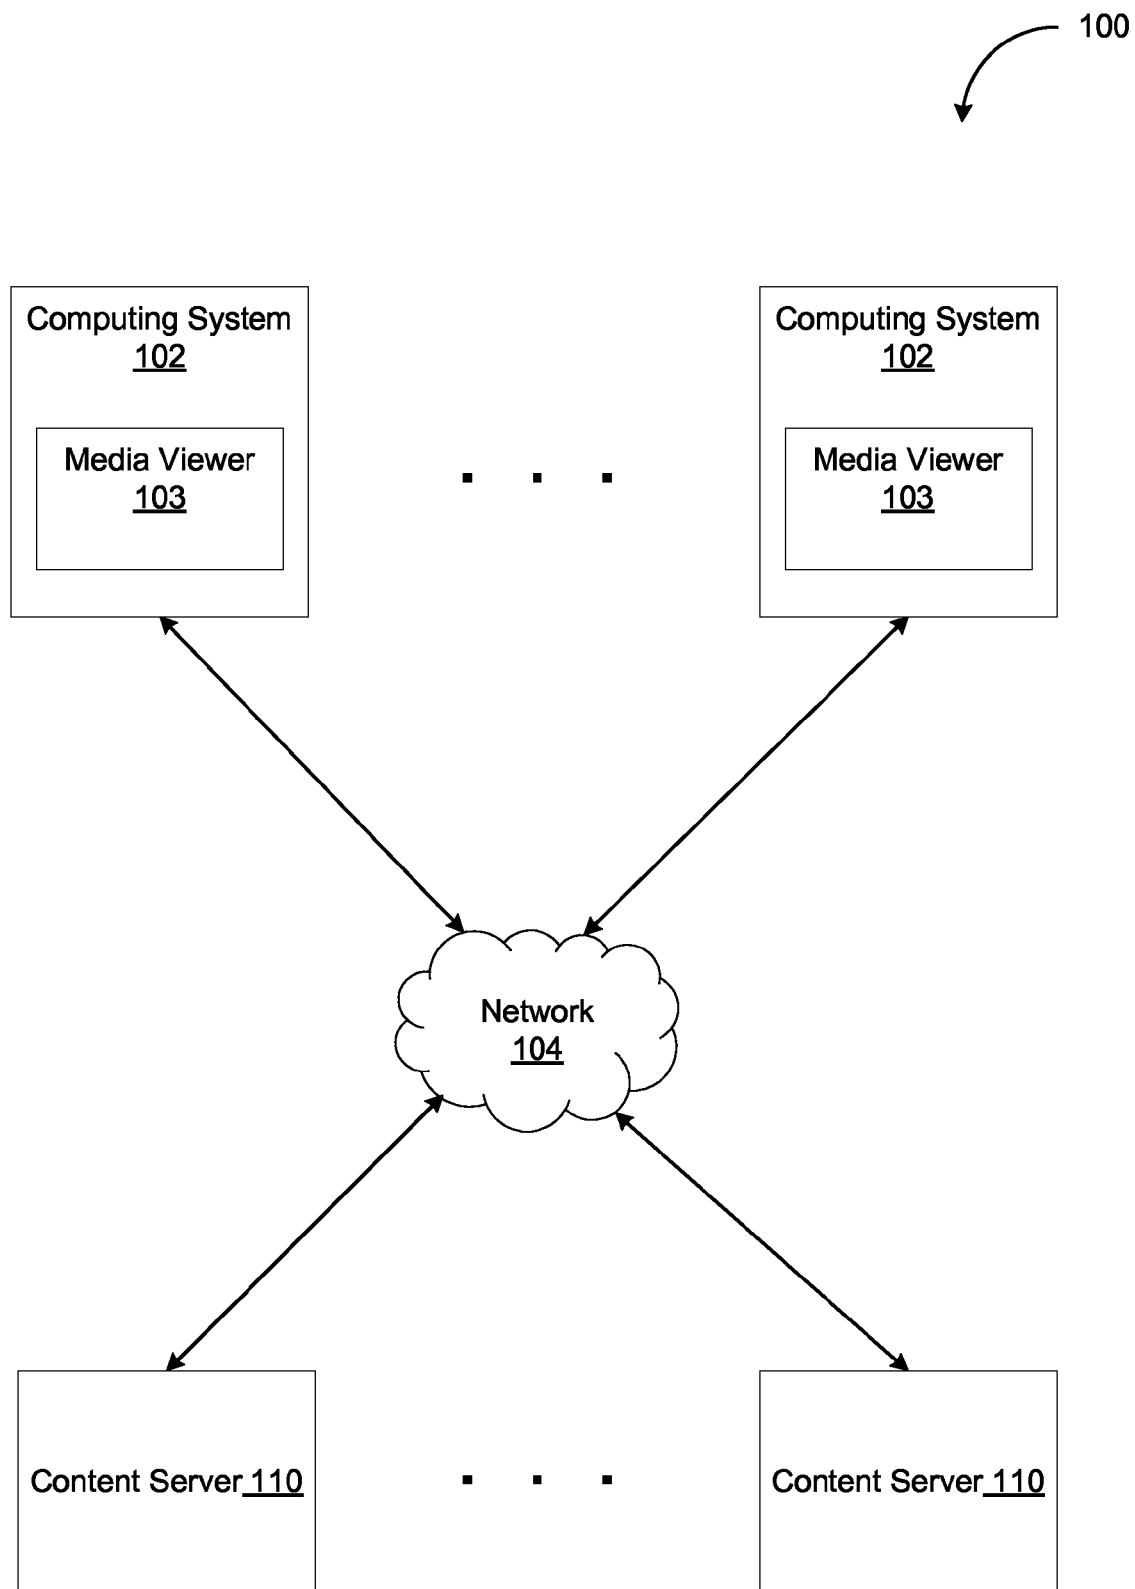 100
Computing System
102
Computing System
102
Media Viewer
103
Media Viewer
103
Network
104
Content Server 110
Content Server 110